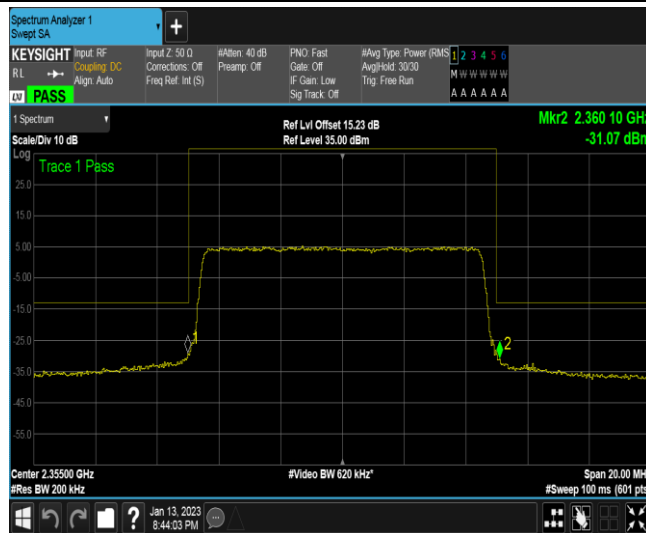 Spectrum Analyzer 1
Swept SA
KEYSIGHT
Input: RF
Coupling: DC
Align: Auto
Input Z: 50 Ω
Corrections: Off
Freq Ref: Int (S)
#Atten: 40 dB
Preamp: Off
PNO: Fast
Gate: Off
IF Gain: Low
Sig Track: Off
#Avg Type: Power (RMS
Avg|Hold: 30/30
Trig: Free Run
1 2 3 4 5 6
M W W W W W
A A A A A A
R L
LXI PASS
1 Spectrum
Scale/Div 10 dB
Ref Lvl Offset 15.23 dB
Ref Level 35.00 dBm
Mkr2 2.360 10 GHz
-31.07 dBm
Log
Trace 1 Pass
25.0
15.0
5.00
-5.00
-15.0
-25.0
-35.0
-45.0
-55.0
1
2
Center 2.35500 GHz
#Res BW 200 kHz
#Video BW 620 kHz*
Span 20.00 MH
#Sweep 100 ms (601 pts
Jan 13, 2023
8:44:03 PM